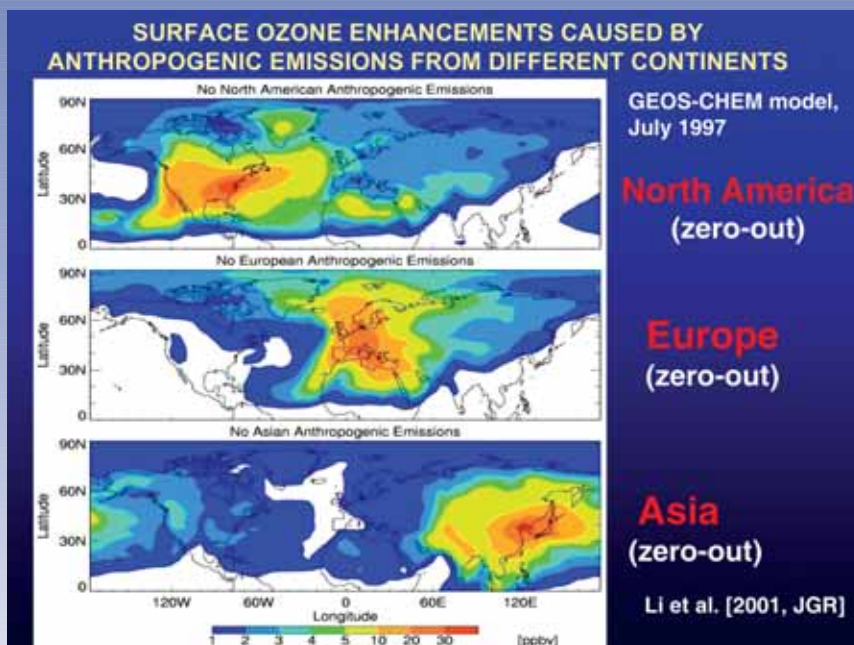 SURFACE OZONE ENHANCEMENTS CAUSED BY
ANTHROPOGENIC EMISSIONS FROM DIFFERENT CONTINENTS
No North American Anthropogenic Emissions
90N
60N
30N
0
Latitude
GEOS-CHEM model,
July 1997
North America
(zero-out)
No European Anthropogenic Emissions
90N
60N
30N
0
Latitude
Europe
(zero-out)
No Asian Anthropogenic Emissions
90N
60N
30N
0
Latitude
120W 60W 0 60E 120E
Longitude
1 2 3 4 5 10 20 30 [ppbv]
Asia
(zero-out)
Li et al. [2001, JGR]